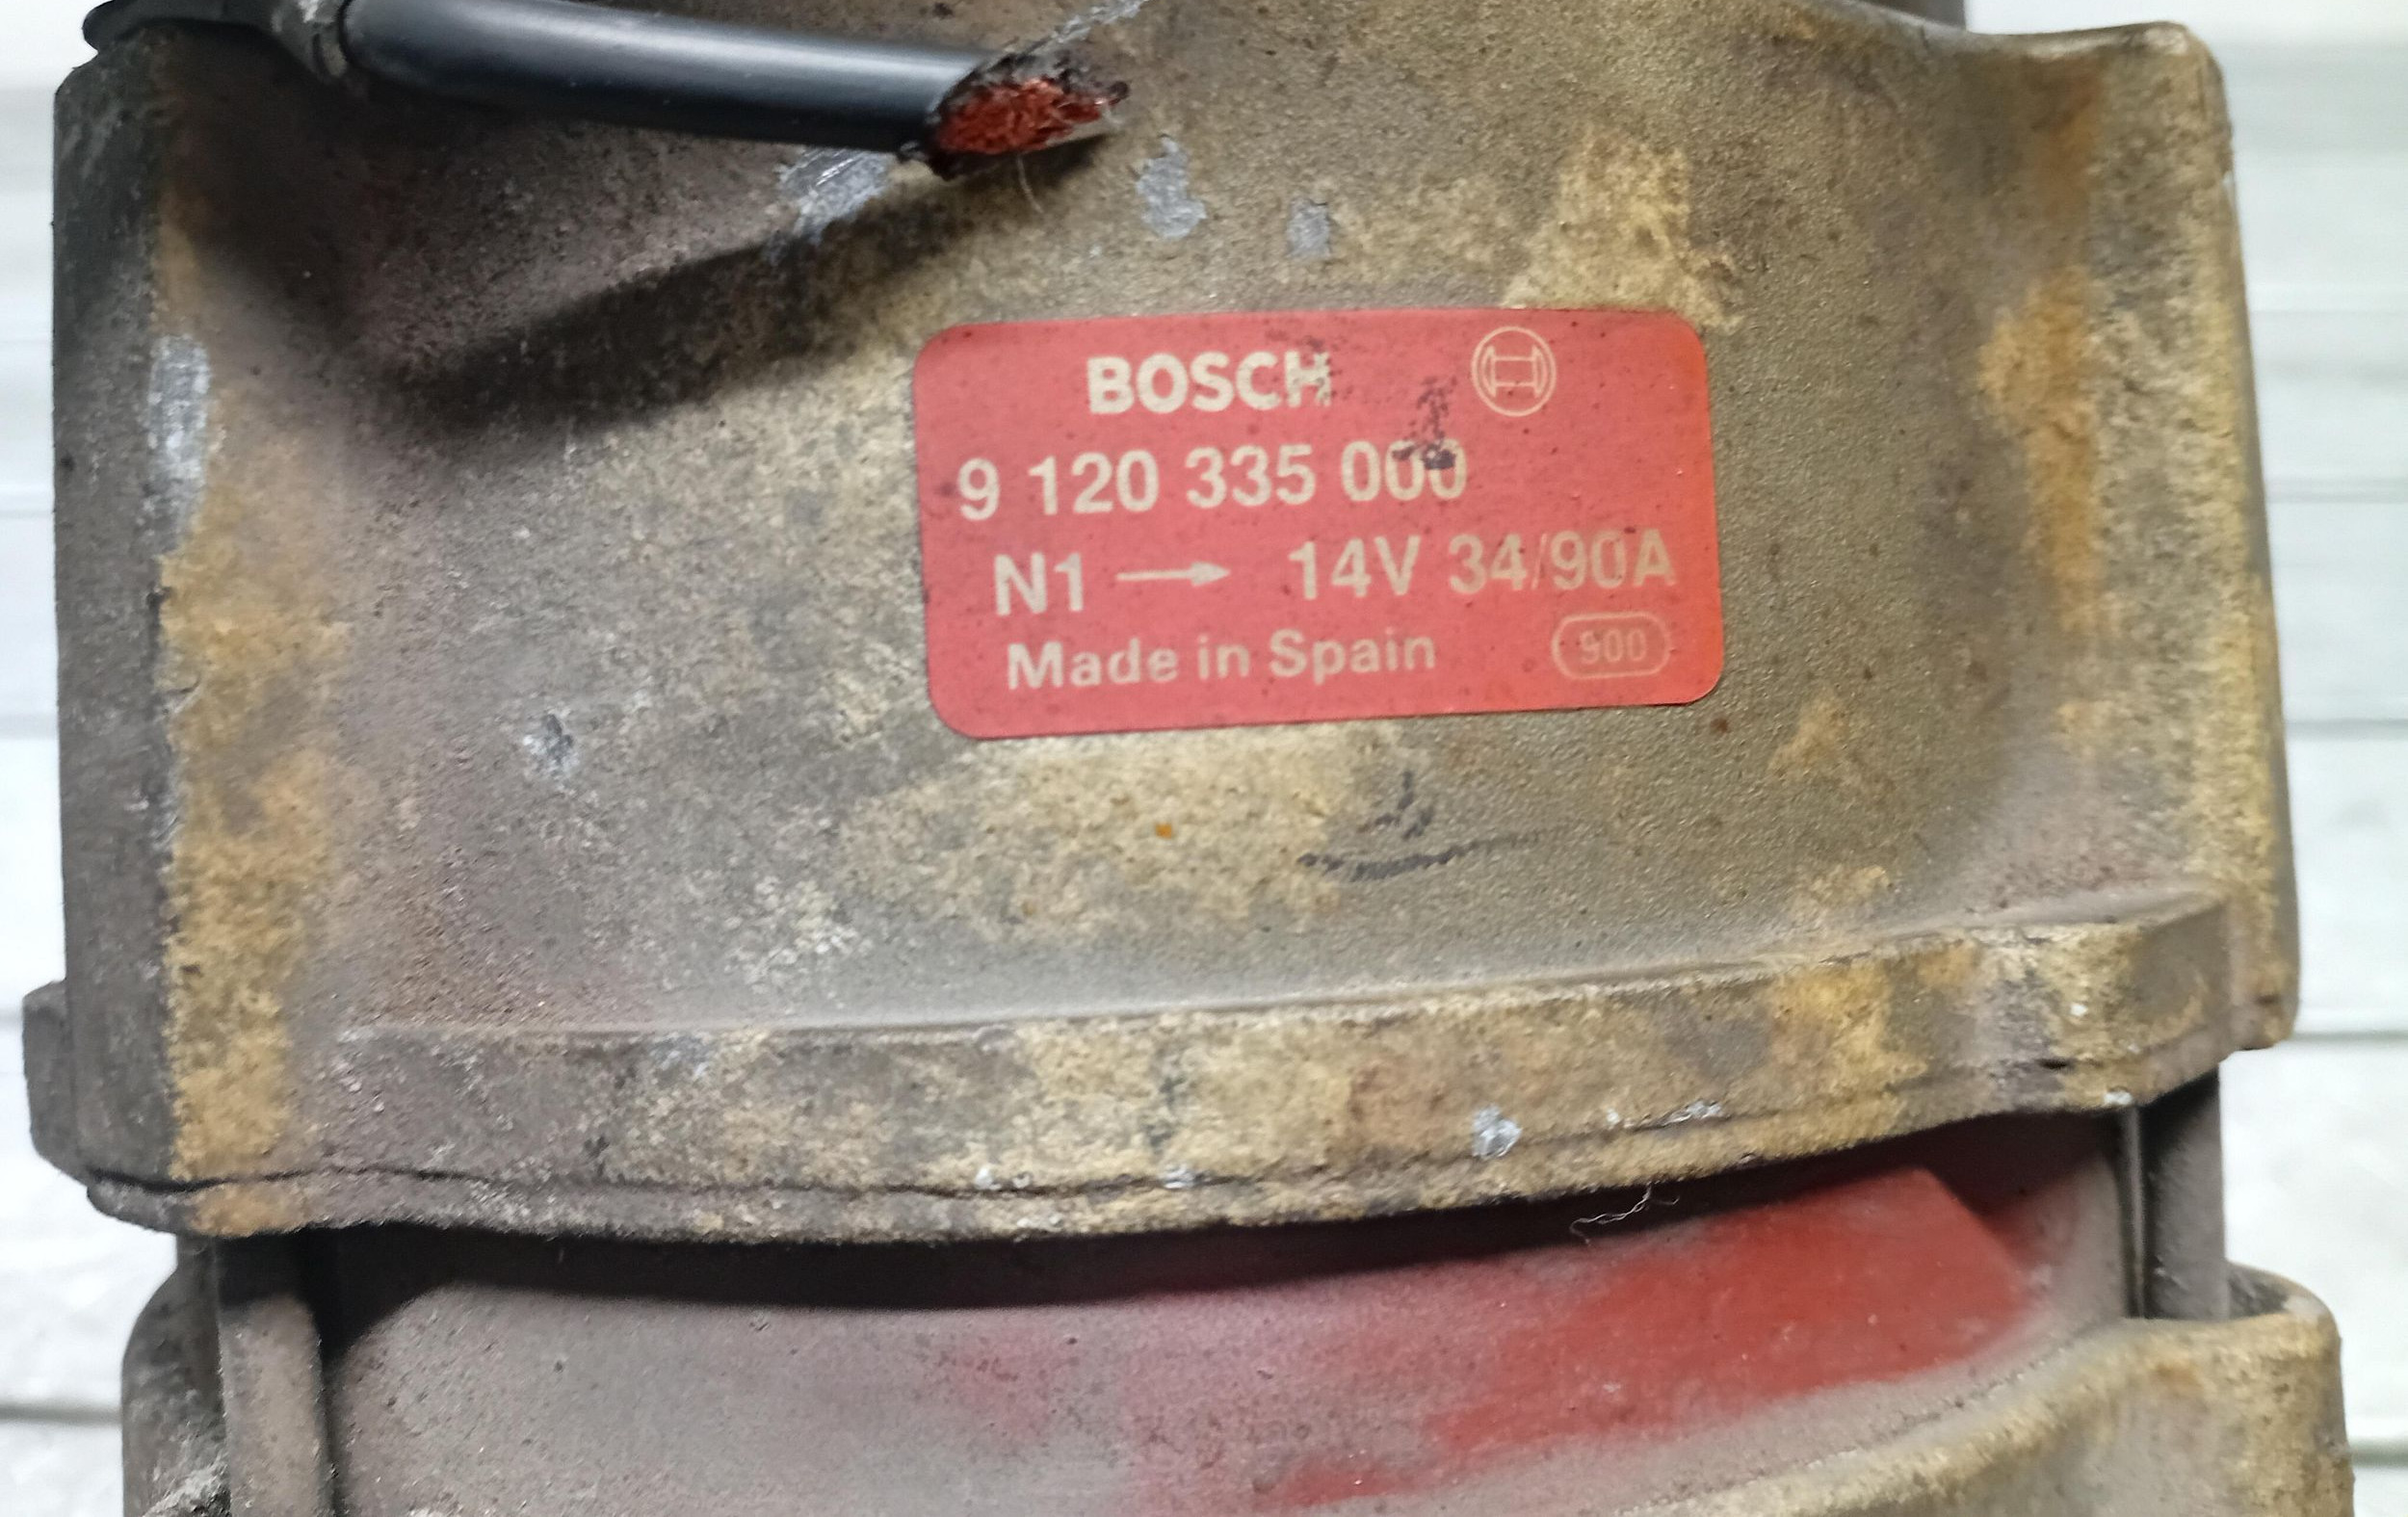 BOSCH
9 120 335 000
N1 → 14V 34/90A
Made in Spain 900